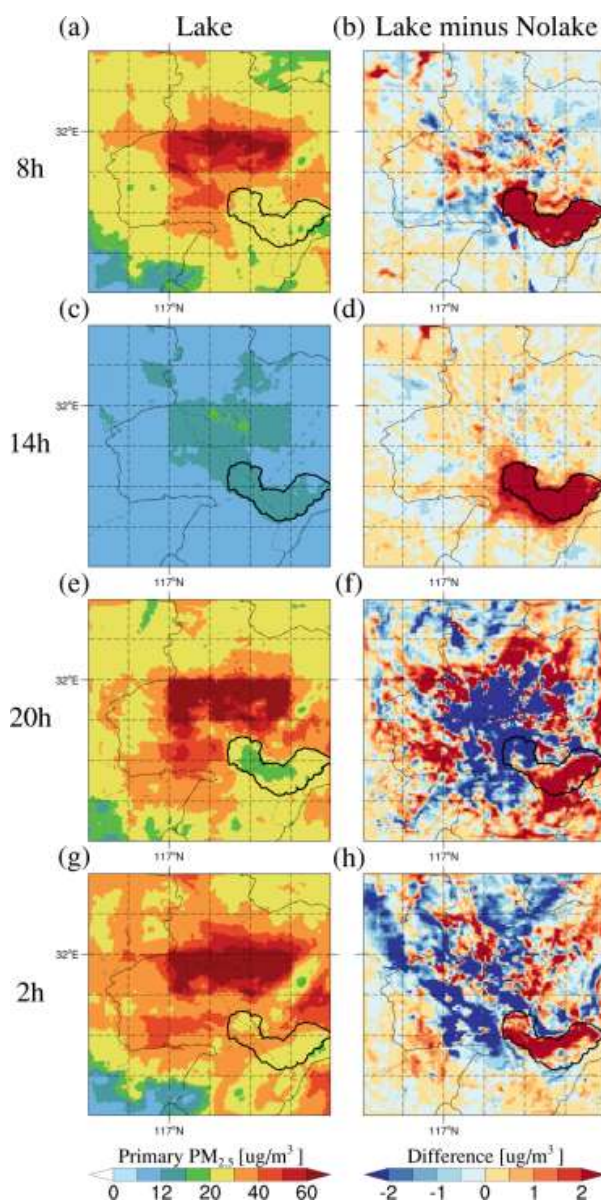 (a) Lake (b) Lake minus Nolake
32°E
8h
117°N 117°N
(c) (d)
32°E
14h
117°N 117°N
(e) (f)
32°E
20h
117°N 117°N
(g) (h)
32°E
2h
117°N 117°N
Primary PM2.5 [ug/m³] Difference [ug/m³]
0 12 20 40 60 -2 -1 0 1 2